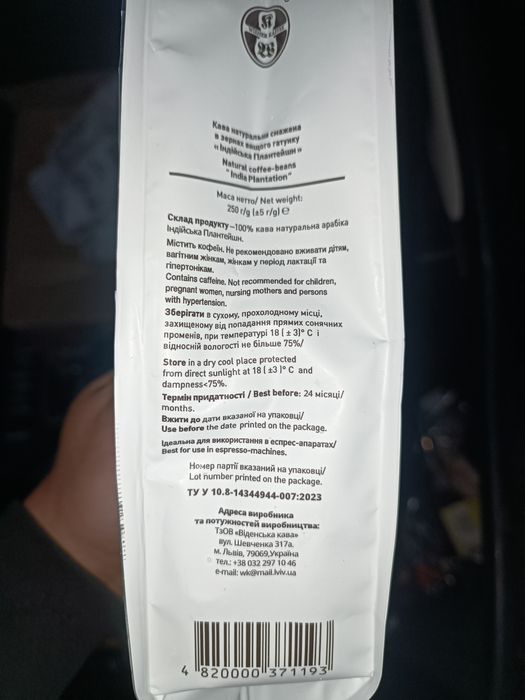 Кава натуральна смажена
в зернах вищого ґатунку
«Індійська Плантейшн»
Natural coffee-beans
"India Plantation"
Маса нетто/ Net weight:
250 г/g (±5 г/g) e
Склад продукту–100% кава натуральна арабіка
Індійська Плантейшн.
Містить кофеїн. Не рекомендовано вживати дітям,
вагітним жінкам, жінкам у період лактації та
гіпертонікам.
Contains caffeine. Not recommended for children,
pregnant women, nursing mothers and persons
with hypertension.
Зберігати в сухому, прохолодному місці,
захищеному від попадання прямих сонячних
променів, при температурі 18 ( ± 3)° C і
відносній вологості не більше 75%/
Store in a dry cool place protected
from direct sunlight at 18 ( ±3 )° C and
dampness<75%.
Термін придатності / Best before: 24 місяці/
months.
Вжити до дати вказаної на упаковці/
Use before the date printed on the package.
Ідеальна для використання в еспрес-апаратах/
Best for use in espresso-machines.
Номер партії вказаний на упаковці/
Lot number printed on the package.
ТУ У 10.8-14344944-007:2023
Адреса виробника
та потужностей виробництва:
ТзОВ «Віденська кава»
вул. Шевченка 317а.
м. Львів, 79069,Україна
тел.: +38 032 297 10 46
e-mail: wk@mail.lviv.ua
4 820000 371193